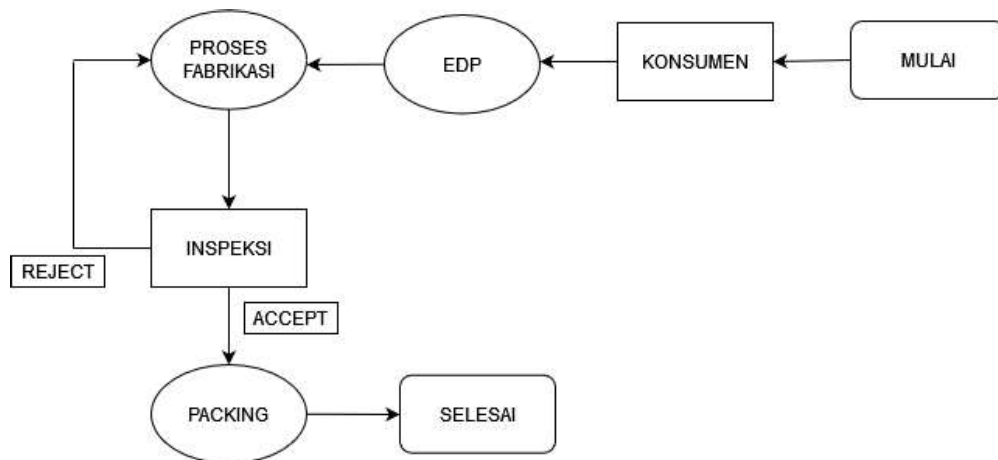 PROSES
FABRIKASI
EDP
KONSUMEN
MULAI
INSPEKSI
REJECT
ACCEPT
PACKING
SELESAI